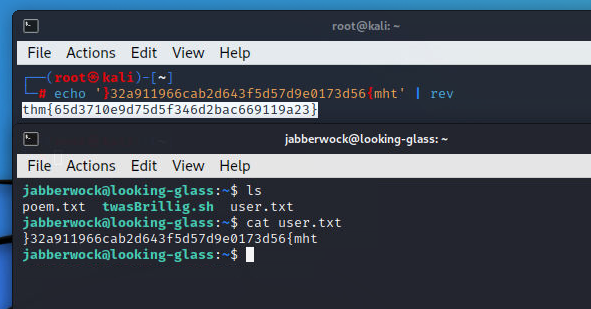 root@kali: ~
File Actions Edit View Help
┌──(root㉿kali)-[~]
└─# echo '}32a911966cab2d643f5d57d9e0173d56{mht' | rev
thm{65d3710e9d75d5f346d2bac669119a23}
jabberwock@looking-glass: ~
File Actions Edit View Help
jabberwock@looking-glass:~$ ls
poem.txt twasBrillig.sh user.txt
jabberwock@looking-glass:~$ cat user.txt
}32a911966cab2d643f5d57d9e0173d56{mht
jabberwock@looking-glass:~$